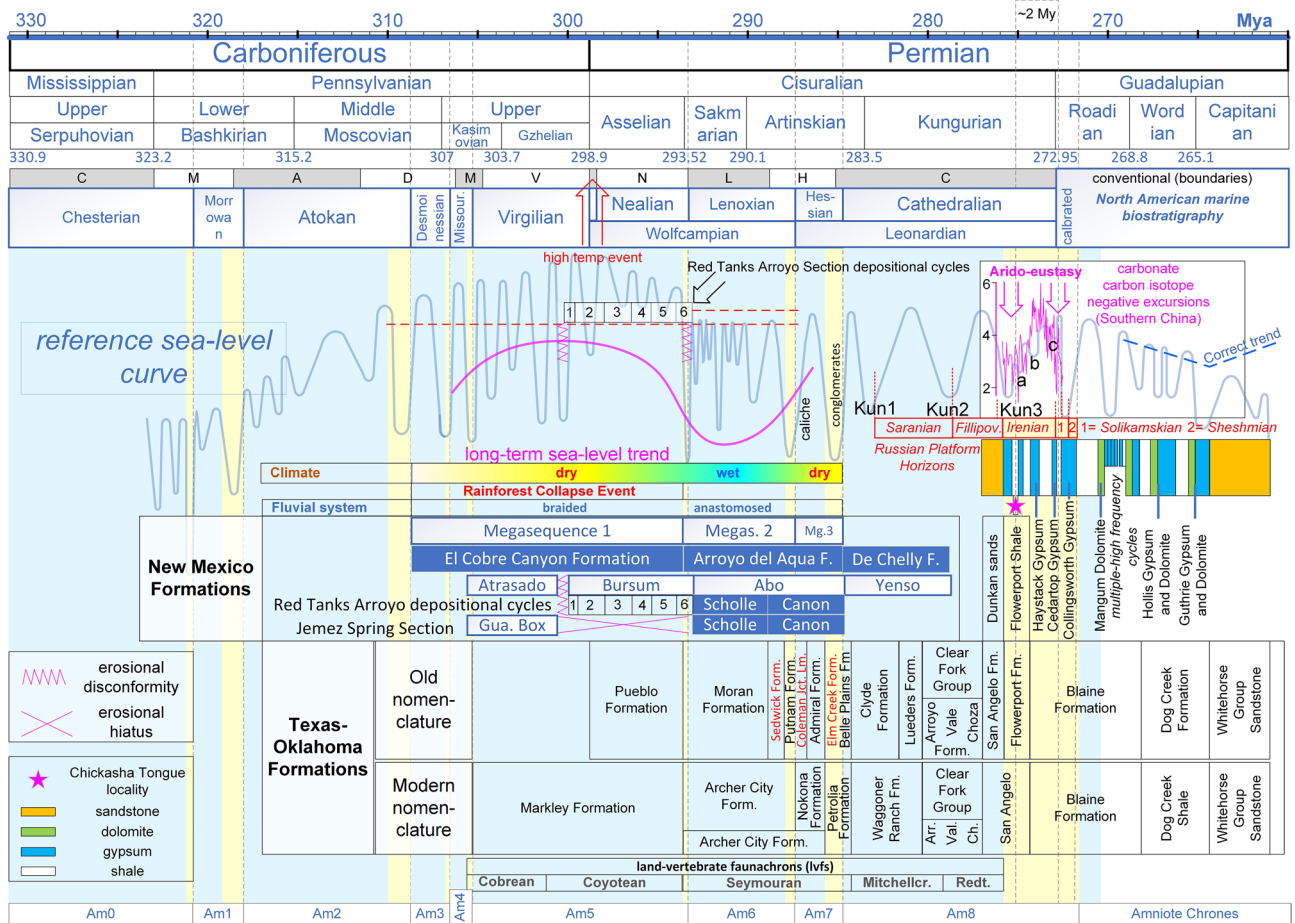 330 320 310 300 290 280 270 Mya
~2 My
Carboniferous Permian
Mississippian Pennsylvanian Cisuralian Guadalupian
Upper Lower Middle Upper
Asselian Sakm arian Artinskian Kungurian Roadi an Word ian Capitani an
Serpuhovian Bashkirian Moscovian Kasim ovian Gzhelian
330.9 323.2 315.2 307 303.7 298.9 293.52 290.1 283.5 272.95 268.8 265.1
C M A D M V N L H C conventional (boundaries)
Chesterian Morr owa n Atokan Desmoi nessian Missour. Virgilian Nealian Lenoxian Hes- sian Cathedralian
Wolfcampian Leonardian
calbrated
North American marine
biostratigraphy
high temp event
Red Tanks Arroyo Section depositional cycles
1 2 3 4 5 6
reference sea-level
curve
long-term sea-level trend
caliche
conglomerates
Arido-eustasy
6
4
2
a
b
c
carbonate
carbon isotope
negative excursions
(Southern China)
Correct trend
Kun1 Kun2 Kun3
Saranian Fillipov. Irenian 1 2 1= Solikamskian 2= Sheshmian
Russian Platform
Horizons
Climate dry wet dry
Rainforest Collapse Event
Fluvial system braided anastomosed
New Mexico
Formations
Megasequence 1 Megas. 2 Mg.3
El Cobre Canyon Formation Arroyo del Aqua F. De Chelly F.
Atrasado Bursum Abo Yenso
Red Tanks Arroyo depositional cycles 1 2 3 4 5 6 Scholle Canon
Jemez Spring Section Gua. Box Scholle Canon
Dunkan sands
Flowerport Shale
Haystack Gypsum
Cedartop Gypsum
Collingsworth Gypsum
Mangum Dolomite
multiple-high frequency
cycles
Hollis Gypsum
and Dolomite
Guthrie Gypsum
and Dolomite
erosional
disconformity
erosional
hiatus
Chickasha Tongue
locality
sandstone
dolomite
gypsum
shale
Texas-
Oklahoma
Formations
Old
nomen-
clature
Pueblo
Formation
Moran
Formation
Sedwick Form.
Putnam Form.
Coleman Jct. Lm.
Admiral Form.
Elm Creek Form.
Belle Plains Fm
Clyde
Formation
Lueders Form.
Clear
Fork
Group
Arroyo Vale Choza
Form.
San Angelo Fm.
Flowerport Fm.
Blaine
Formation
Dog Creek
Formation
Whitehorse
Group
Sandstone
Modern
nomen-
clature
Markley Formation
Archer City
Form.
Archer City Form.
Nokona
Formation
Petrolia
Formation
Waggoner
Ranch Fm.
Clear
Fork
Group
Arr. Val. Ch.
San Angelo
Blaine
Formation
Dog Creek
Shale
Whitehorse
Group
Sandstone
land-vertebrate faunachrons (lvfs)
Cobrean Coyotean Seymouran Mitchellcr. Redt.
Am0 Am1 Am2 Am3 Am4 Am5 Am6 Am7 Am8 Amniote Chrones